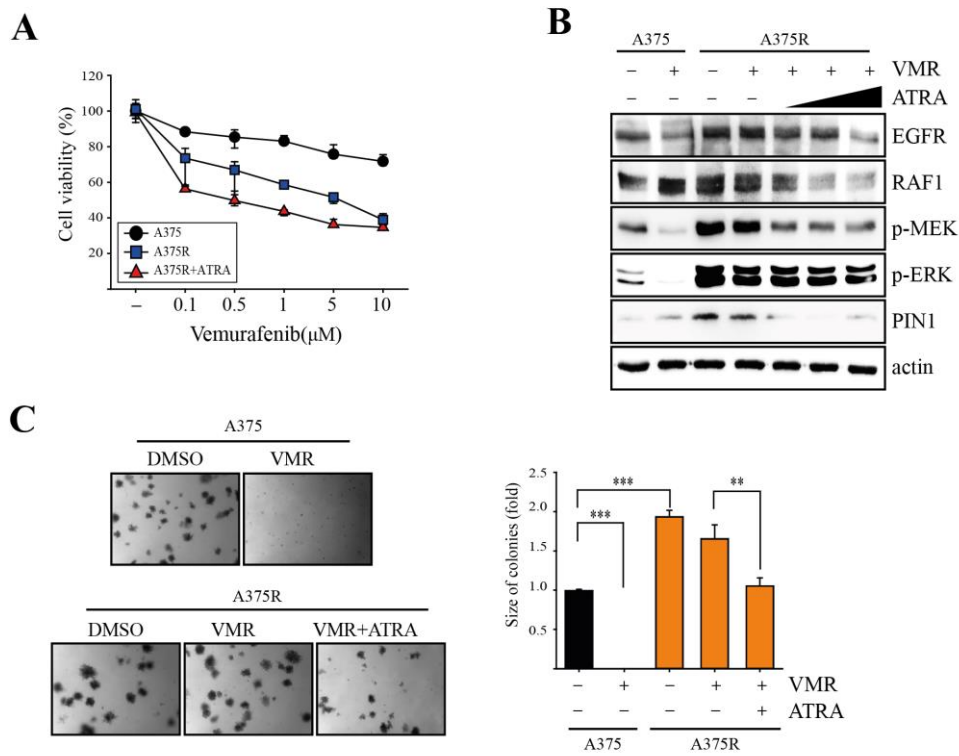 A
Cell viability (%)
120
100
80
60
40
20
A375
A375R
A375R+ATRA
– 0.1 0.5 1 5 10
Vemurafenib(μM)
B
A375 A375R
– + – + + + + VMR
– – – – ATRA
EGFR
RAF1
p-MEK
p-ERK
PIN1
actin
C
A375
DMSO VMR
A375R
DMSO VMR VMR+ATRA
Size of colonies (fold)
2.5
2.0
1.5
1.0
0.5
*** ***
**
– + – + + VMR
– – – – + ATRA
A375 A375R